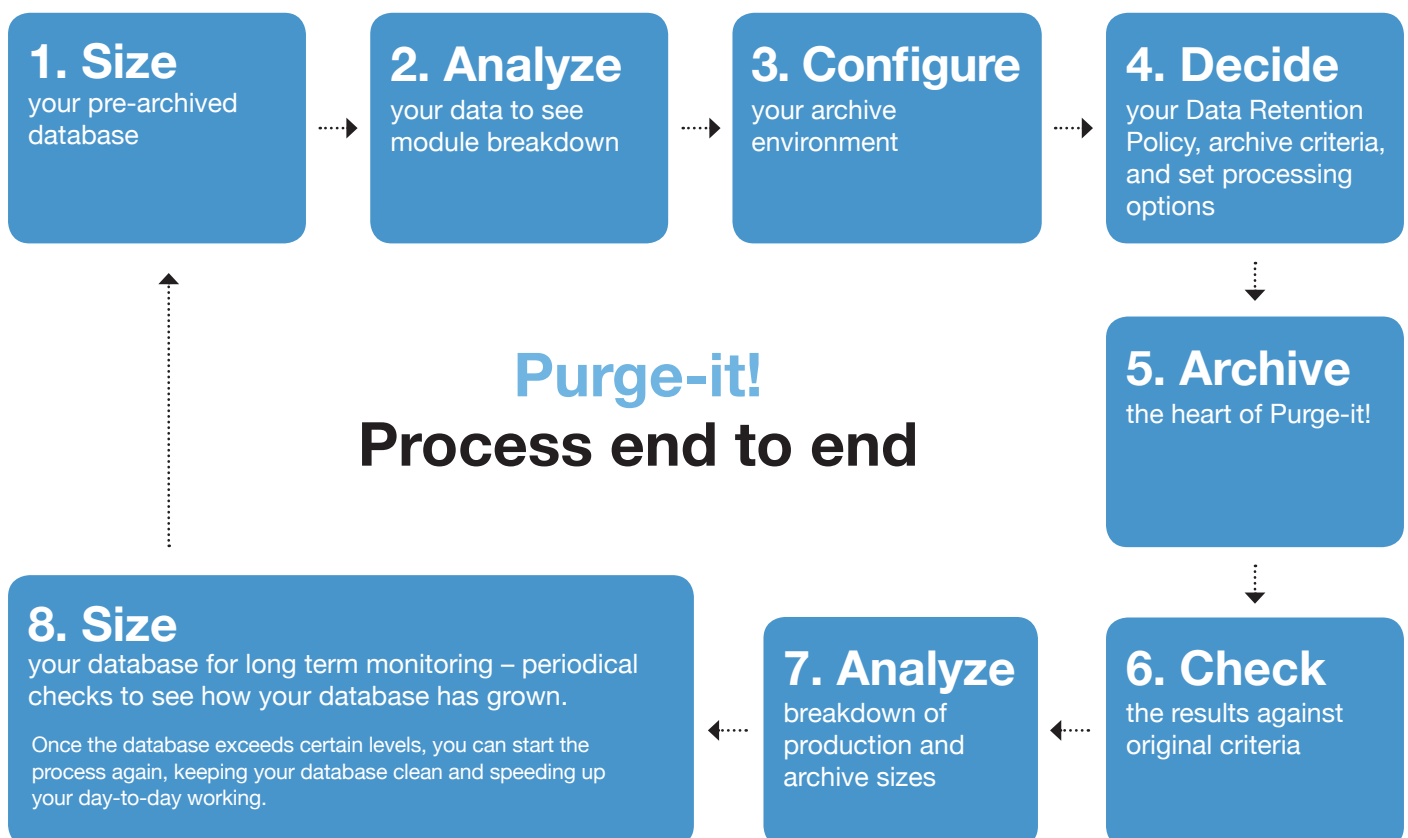 1. Size
your pre-archived
database
2. Analyze
your data to see
module breakdown
3. Configure
your archive
environment
4. Decide
your Data Retention
Policy, archive criteria,
and set processing
options
Purge-it!
Process end to end
5. Archive
the heart of Purge-it!
6. Check
the results against
original criteria
7. Analyze
breakdown of
production and
archive sizes
8. Size
your database for long term monitoring – periodical
checks to see how your database has grown.
Once the database exceeds certain levels, you can start the
process again, keeping your database clean and speeding up
your day-to-day working.